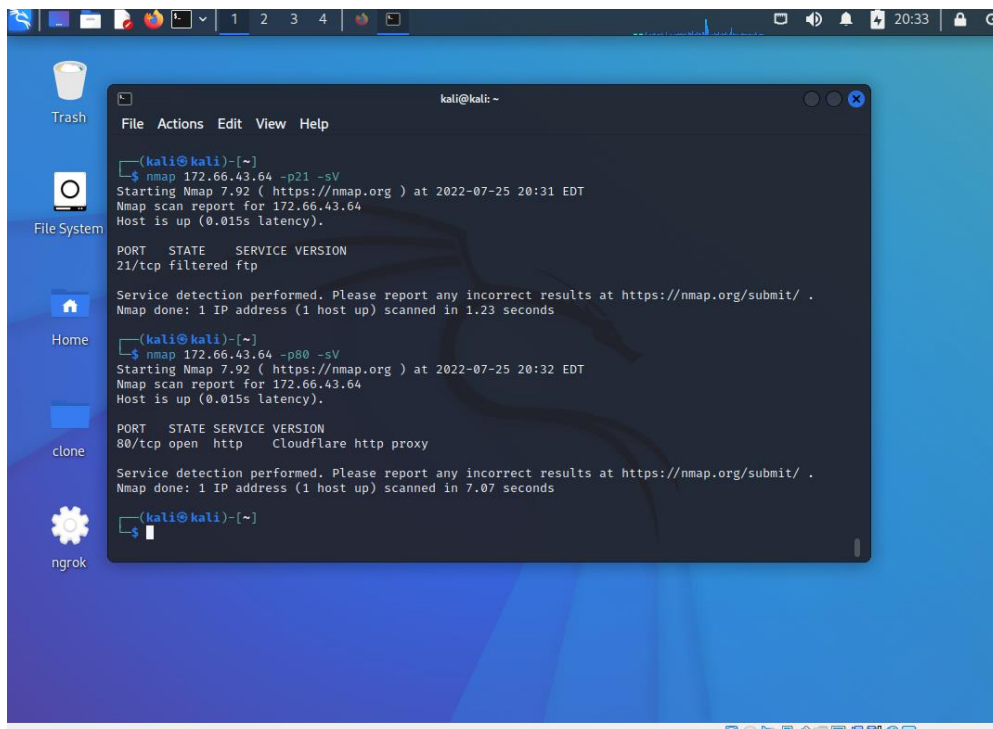 1 2 3 4
20:33
Trash
File System
Home
clone
ngrok
kali@kali: ~
File Actions Edit View Help
┌──(kali㉿kali)-[~]
└─$ nmap 172.66.43.64 -p21 -sV
Starting Nmap 7.92 ( https://nmap.org ) at 2022-07-25 20:31 EDT
Nmap scan report for 172.66.43.64
Host is up (0.015s latency).
PORT   STATE    SERVICE VERSION
21/tcp filtered ftp
Service detection performed. Please report any incorrect results at https://nmap.org/submit/ .
Nmap done: 1 IP address (1 host up) scanned in 1.23 seconds
┌──(kali㉿kali)-[~]
└─$ nmap 172.66.43.64 -p80 -sV
Starting Nmap 7.92 ( https://nmap.org ) at 2022-07-25 20:32 EDT
Nmap scan report for 172.66.43.64
Host is up (0.015s latency).
PORT   STATE SERVICE VERSION
80/tcp open  http    Cloudflare http proxy
Service detection performed. Please report any incorrect results at https://nmap.org/submit/ .
Nmap done: 1 IP address (1 host up) scanned in 7.07 seconds
┌──(kali㉿kali)-[~]
└─$